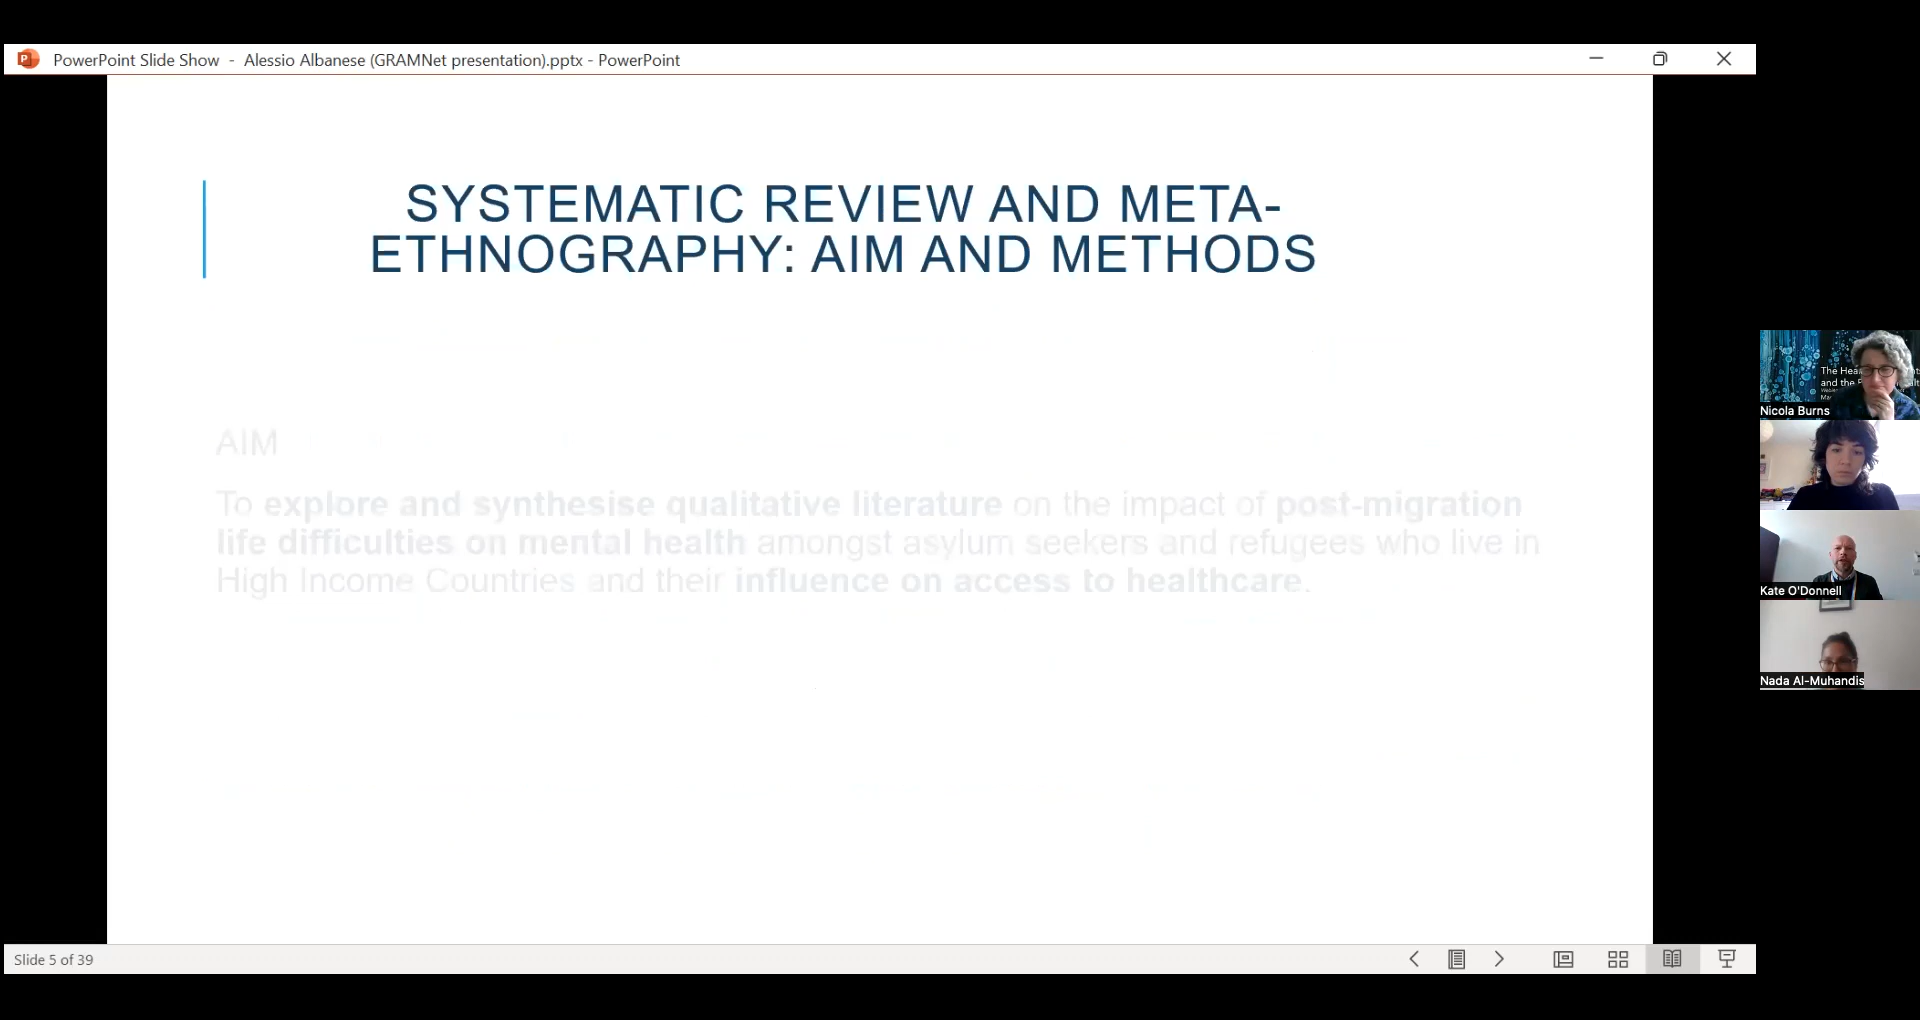 PowerPoint Slide Show - Alessio Albanese (GRAMNet presentation).pptx - PowerPoint
SYSTEMATIC REVIEW AND META-
ETHNOGRAPHY: AIM AND METHODS
AIM
To explore and synthesise qualitative literature on the impact of post-migration
life difficulties on mental health amongst asylum seekers and refugees who live in
High Income Countries and their influence on access to healthcare.
The
and the
Nicola Burns
Kate O'Donnell
Nada Al-Muhandis
Slide 5 of 39